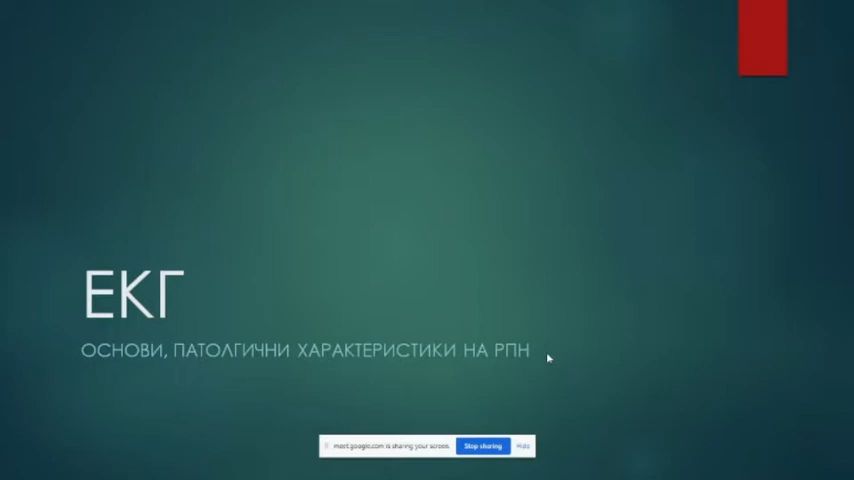 ЕКГ
ОСНОВИ, ПАТОЛГИЧНИ ХАРАКТЕРИСТИКИ НА РПН
meet.google.com is sharing your screen. Stop sharing Hide